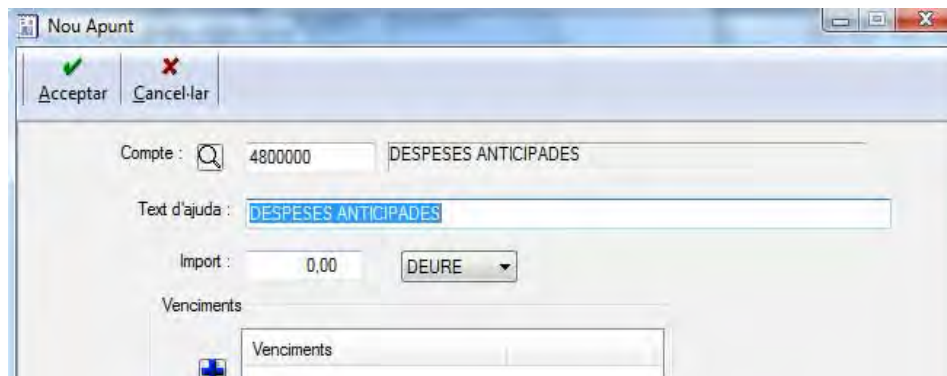 Nou Apunt
Acceptar Cancel·lar
Compte : 4800000 DESPESES ANTICIPADES
Text d'ajuda : DESPESES ANTICIPADES
Import : 0,00 DEURE
Venciments
Venciments